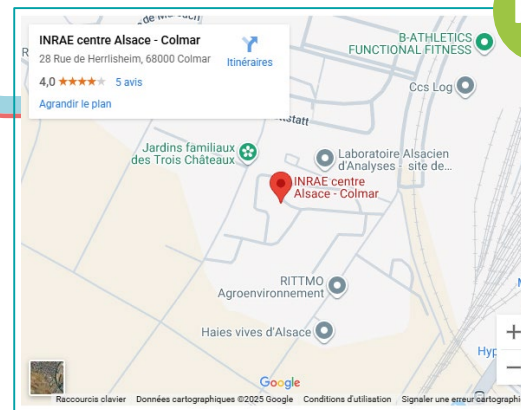 INRAE centre Alsace - Colmar
28 Rue de Herrlisheim, 68000 Colmar
4,0
5 avis
Agrandir le plan
Itinéraires
B-ATHLETICS
FUNCTIONAL FITNESS
Ccs Log
Jardins familiaux
des Trois Châteaux
Laboratoire Alsacien
d'Analyses - site de...
INRAE centre
Alsace - Colmar
RITTMO
Agroenvironnement
Haies vives d'Alsace
+
−
Google
Raccourcis clavier Données cartographiques ©2025 Google Conditions d'utilisation Signaler une erreur cartographi